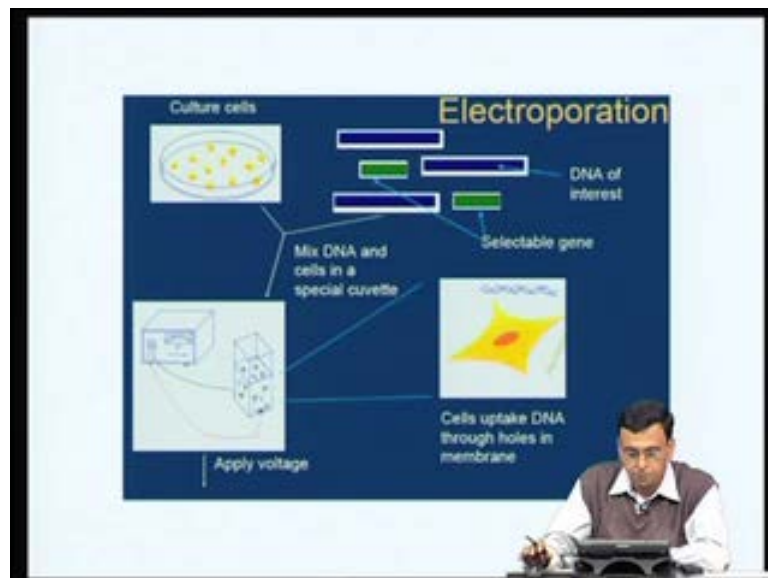 Electroporation
Culture cells
DNA of
interest
Selectable gene
Mix DNA and
cells in a
special cuvette
Cells uptake DNA
through holes in
membrane
Apply voltage